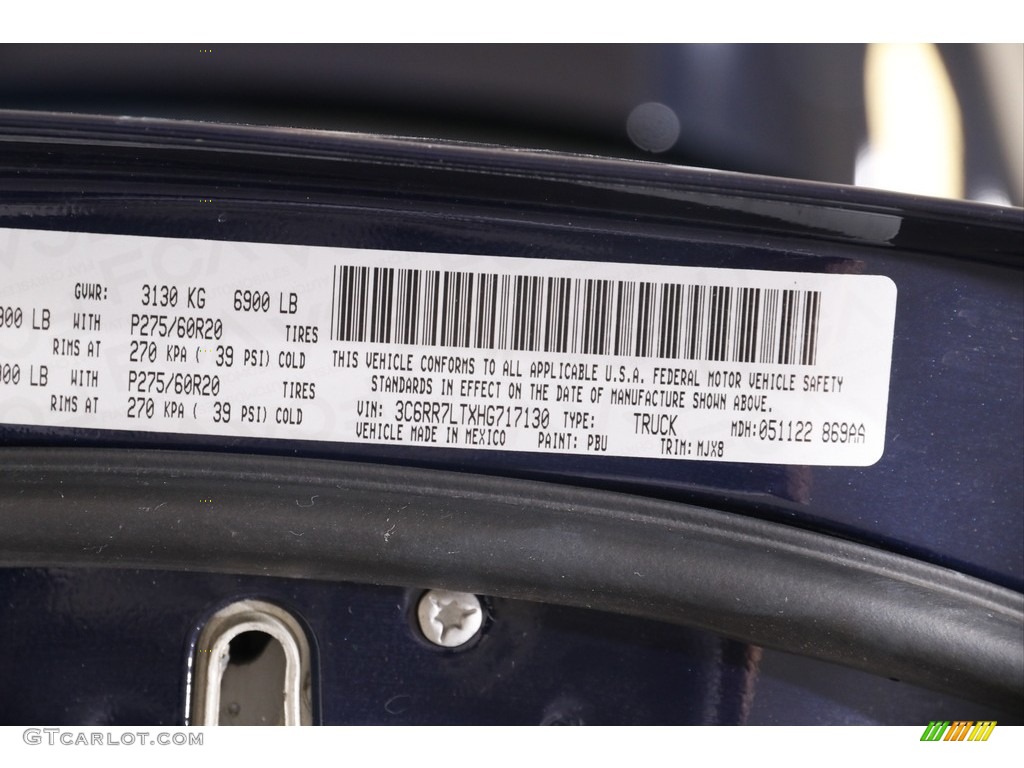 GVWR: 3130 KG 6900 LB
LB WITH P275/60R20 TIRES
RIMS AT 270 KPA ( 39 PSI) COLD
LB WITH P275/60R20 TIRES
RIMS AT 270 KPA ( 39 PSI) COLD
THIS VEHICLE CONFORMS TO ALL APPLICABLE U.S.A. FEDERAL MOTOR VEHICLE SAFETY
STANDARDS IN EFFECT ON THE DATE OF MANUFACTURE SHOWN ABOVE.
VIN: 3C6RR7LTXHG717130 TYPE: TRUCK MDH:051122 869AA
VEHICLE MADE IN MEXICO PAINT: PBU TRIM: MJX8
GTCarLot.com